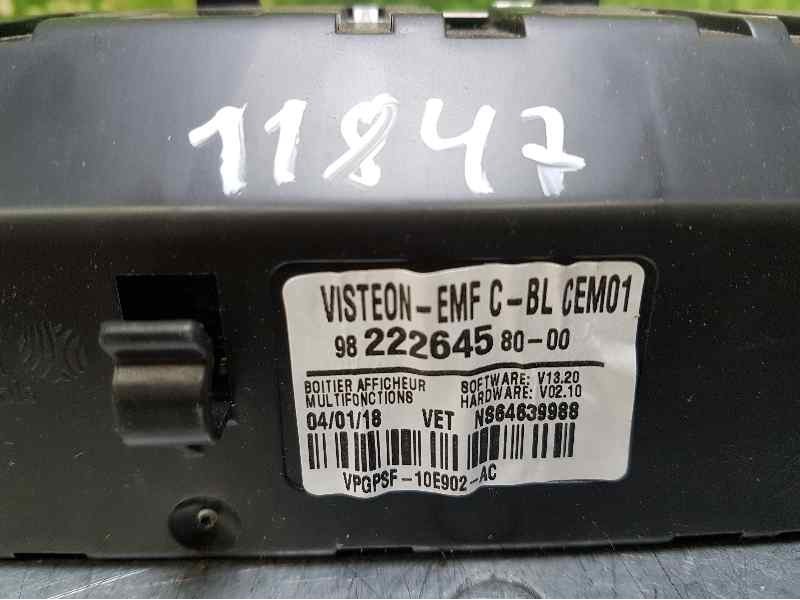 11847
VISTEON-EMF C-BL CEM01
98 222645 80-00
BOITIER AFFICHEUR
MULTIFONCTIONS
SOFTWARE: V13.20
HARDWARE: V02.10
04/01/18 VET NS64639988
VPGPSF-10E902-AC